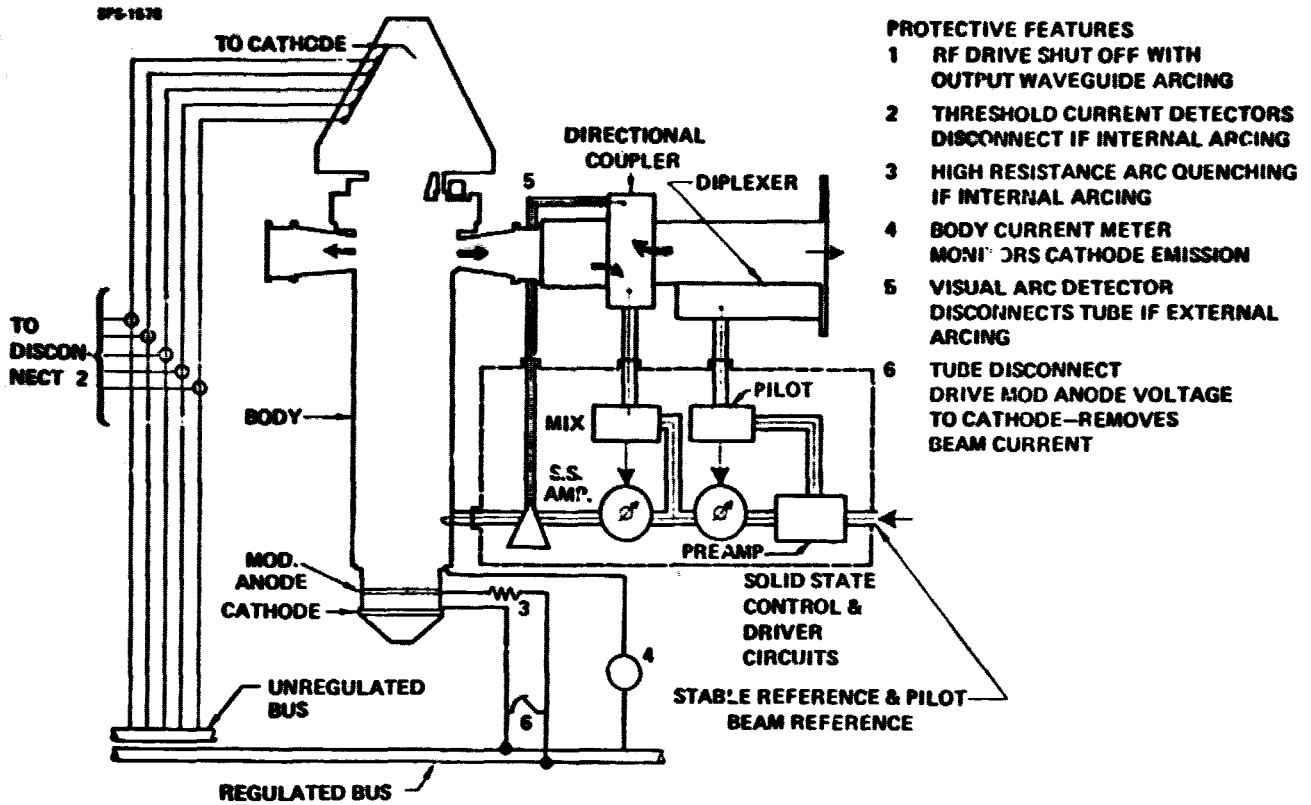 SPS-1678
TO CATHODE
DIRECTIONAL
COUPLER
DIPLEXER
5
TO
DISCON
NECT 2
BODY
MIX
PILOT
S.S.
AMP.
PREAMP
MOD.
ANODE
CATHODE
3
4
6
SOLID STATE
CONTROL &
DRIVER
CIRCUITS
UNREGULATED
BUS
STABLE REFERENCE & PILOT
BEAM REFERENCE
REGULATED BUS
PROTECTIVE FEATURES
1 RF DRIVE SHUT OFF WITH
OUTPUT WAVEGUIDE ARCING
2 THRESHOLD CURRENT DETECTORS
DISCONNECT IF INTERNAL ARCING
3 HIGH RESISTANCE ARC QUENCHING
IF INTERNAL ARCING
4 BODY CURRENT METER
MONITORS CATHODE EMISSION
5 VISUAL ARC DETECTOR
DISCONNECTS TUBE IF EXTERNAL
ARCING
6 TUBE DISCONNECT
DRIVE MOD ANODE VOLTAGE
TO CATHODE–REMOVES
BEAM CURRENT